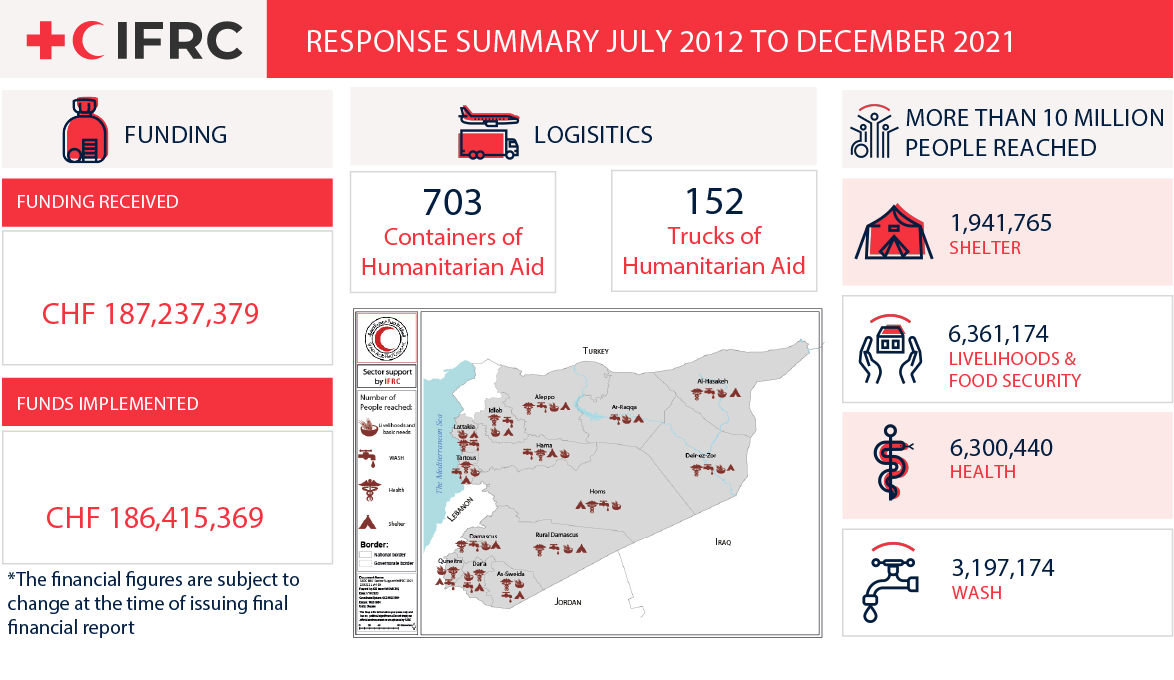 IFRC
RESPONSE SUMMARY JULY 2012 TO DECEMBER 2021
FUNDING
FUNDING RECEIVED
CHF 187,237,379
FUNDS IMPLEMENTED
CHF 186,415,369
*The financial figures are subject to
change at the time of issuing final
financial report
LOGISITICS
703
Containers of
Humanitarian Aid
152
Trucks of
Humanitarian Aid
Sector support
by IFRC
Number of
People reached:
Livelihoods and
basic needs
WASH
Health
Shelter
Border:
National border
Governorate border
TURKEY
Al-Hasakeh
Aleppo
Ar-Raqqa
Idleb
Lattakia
Hama
Tartous
Deir-ez-Zor
The Mediterranean Sea
Homs
LEBANON
Damascus
Rural Damascus
IRAQ
Quneitra
Dar'a
As-Sweida
JORDAN
MORE THAN 10 MILLION
PEOPLE REACHED
1,941,765
SHELTER
6,361,174
LIVELIHOODS &
FOOD SECURITY
6,300,440
HEALTH
3,197,174
WASH